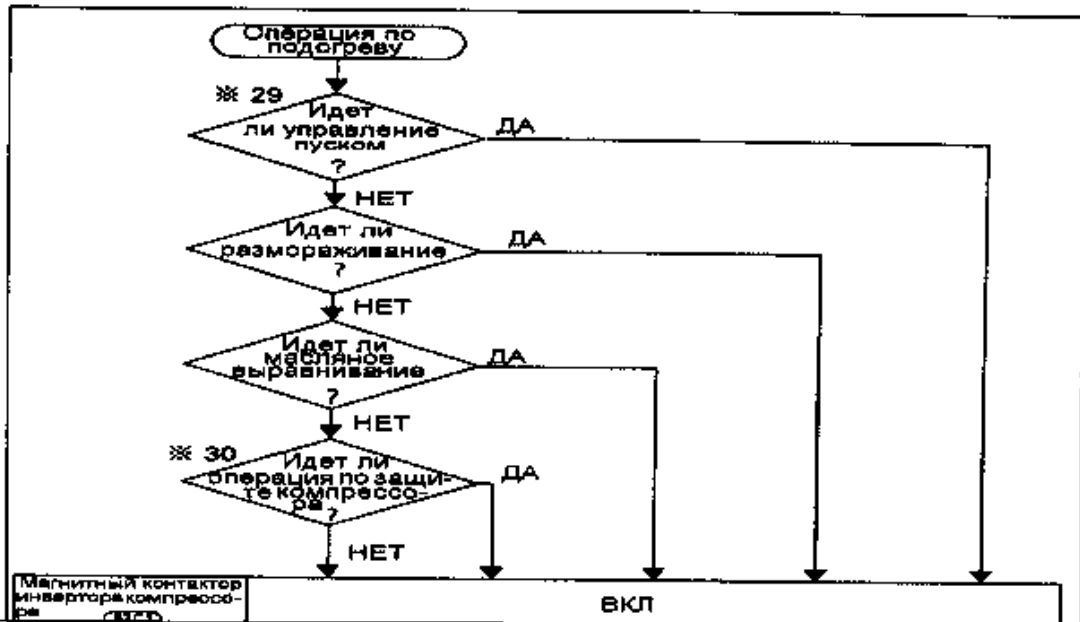 Операция по
подогреву
※ 29
Идет
ли управление
пуском
?
ДА
НЕТ
Идет ли
размораживание
?
ДА
НЕТ
Идет ли
масляное
выравнивание
?
ДА
НЕТ
※ 30
Идет ли
операция по защи-
те компрессо-
ра ?
ДА
НЕТ
Магнитный контактор
инвертора компрессо-
ра
ВКЛ